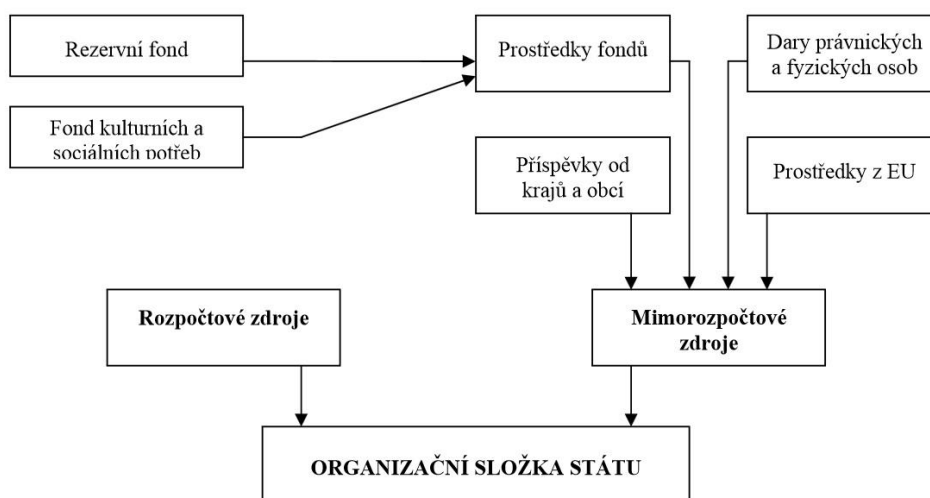 Rezervní fond
Prostředky fondů
Dary právnických
a fyzických osob
Fond kulturních a
sociálních potřeb
Příspěvky od
krajů a obcí
Prostředky z EU
Rozpočtové zdroje
Mimorozpočtové
zdroje
ORGANIZAČNÍ SLOŽKA STÁTU